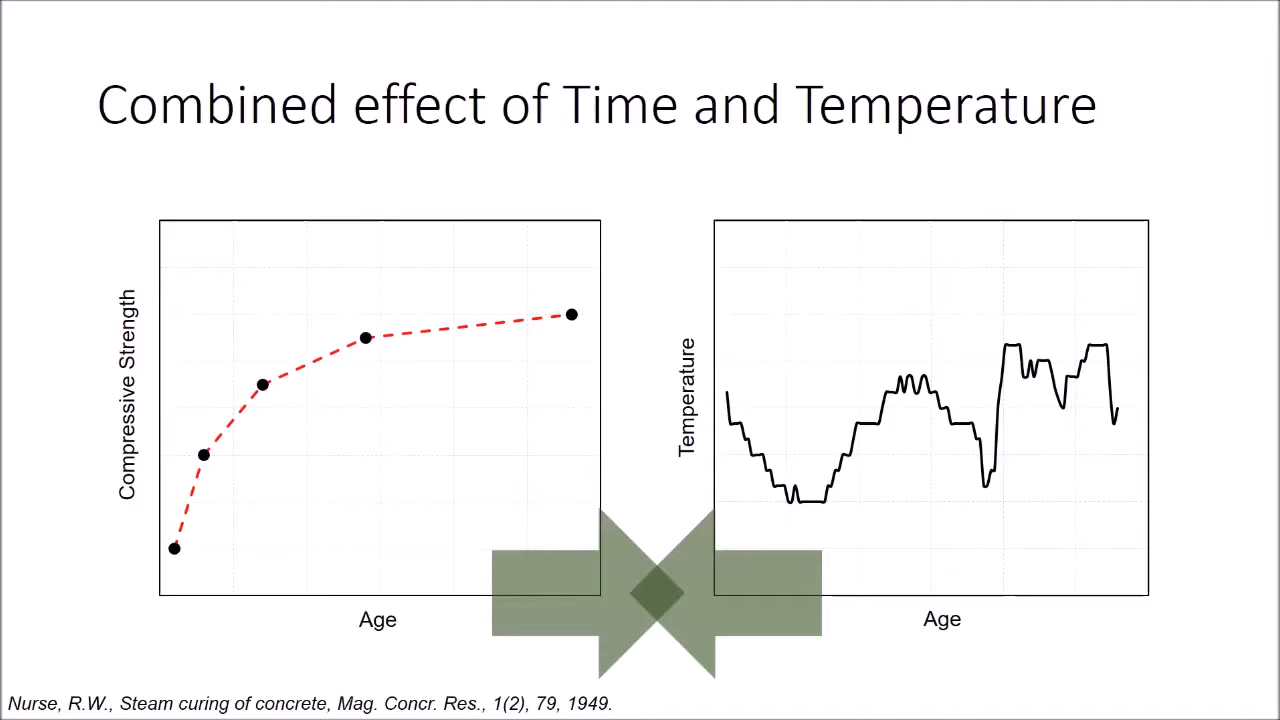 Combined effect of Time and Temperature
Compressive Strength
Age
Temperature
Age
Nurse, R.W., Steam curing of concrete, Mag. Concr. Res., 1(2), 79, 1949.